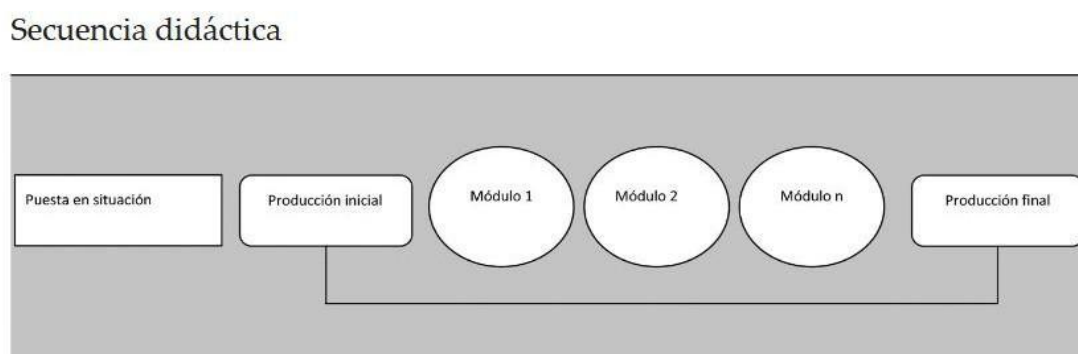 Secuencia didáctica
Puesta en situación
Producción inicial
Módulo 1
Módulo 2
Módulo n
Producción final